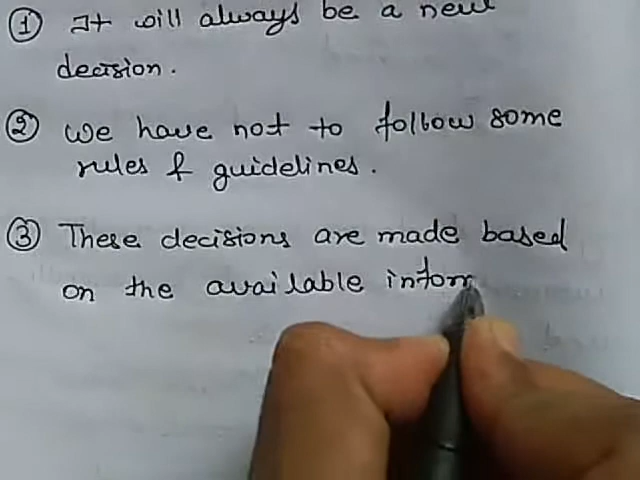 ① It will always be a new
decision.
② We have not to follow some
rules & guidelines.
③ These decisions are made based
on the available inform